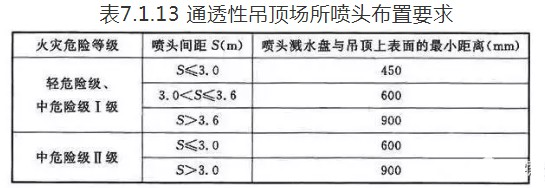 表7.1.13 通透性吊顶场所喷头布置要求
火灾危险等级 喷头间距 S(m) 喷头溅水盘与吊顶上表面的最小距离(mm)
轻危险级、
中危险级Ⅰ级
S≤3.0 450
3.0<S≤3.6 600
S>3.6 900
中危险级Ⅱ级
S≤3.0 600
S>3.0 900